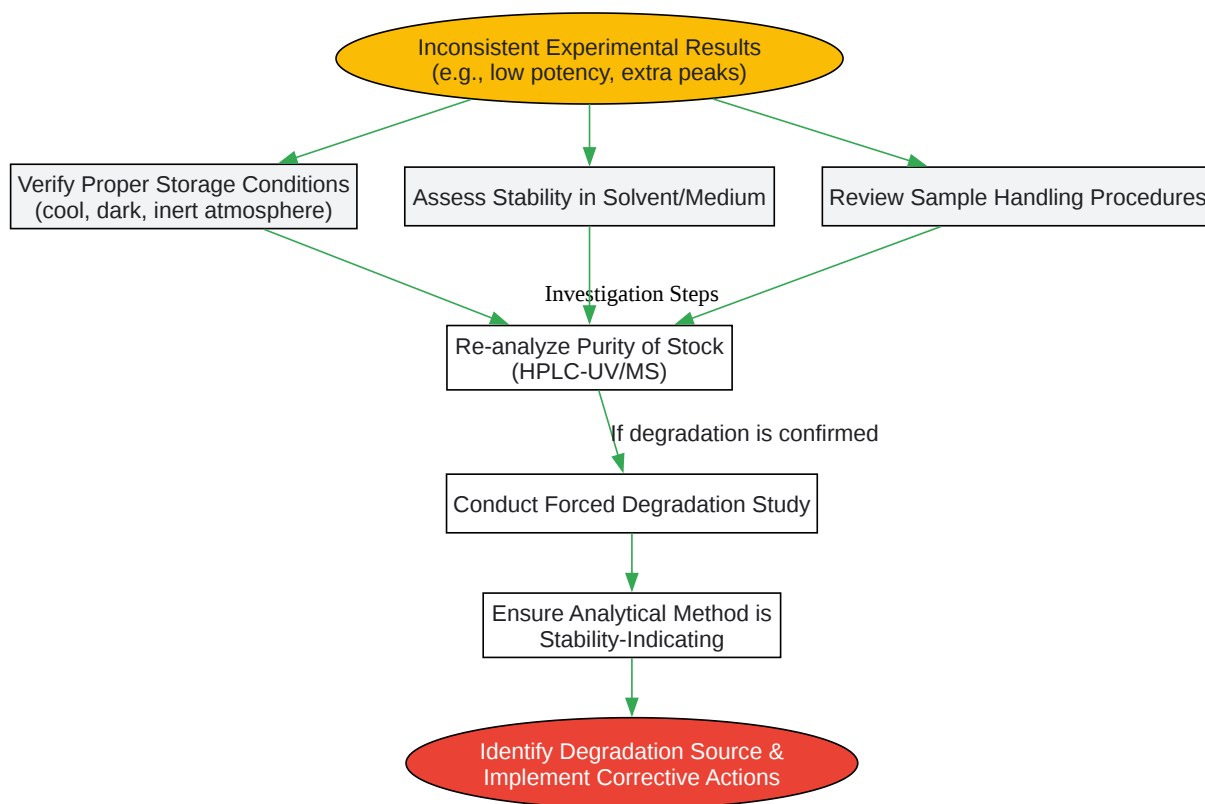 Inconsistent Experimental Results
(e.g., low potency, extra peaks)
Verify Proper Storage Conditions
(cool, dark, inert atmosphere)
Assess Stability in Solvent/Medium
Review Sample Handling Procedures
Investigation Steps
Re-analyze Purity of Stock
(HPLC-UV/MS)
If degradation is confirmed
Conduct Forced Degradation Study
Ensure Analytical Method is
Stability-Indicating
Identify Degradation Source &
Implement Corrective Actions